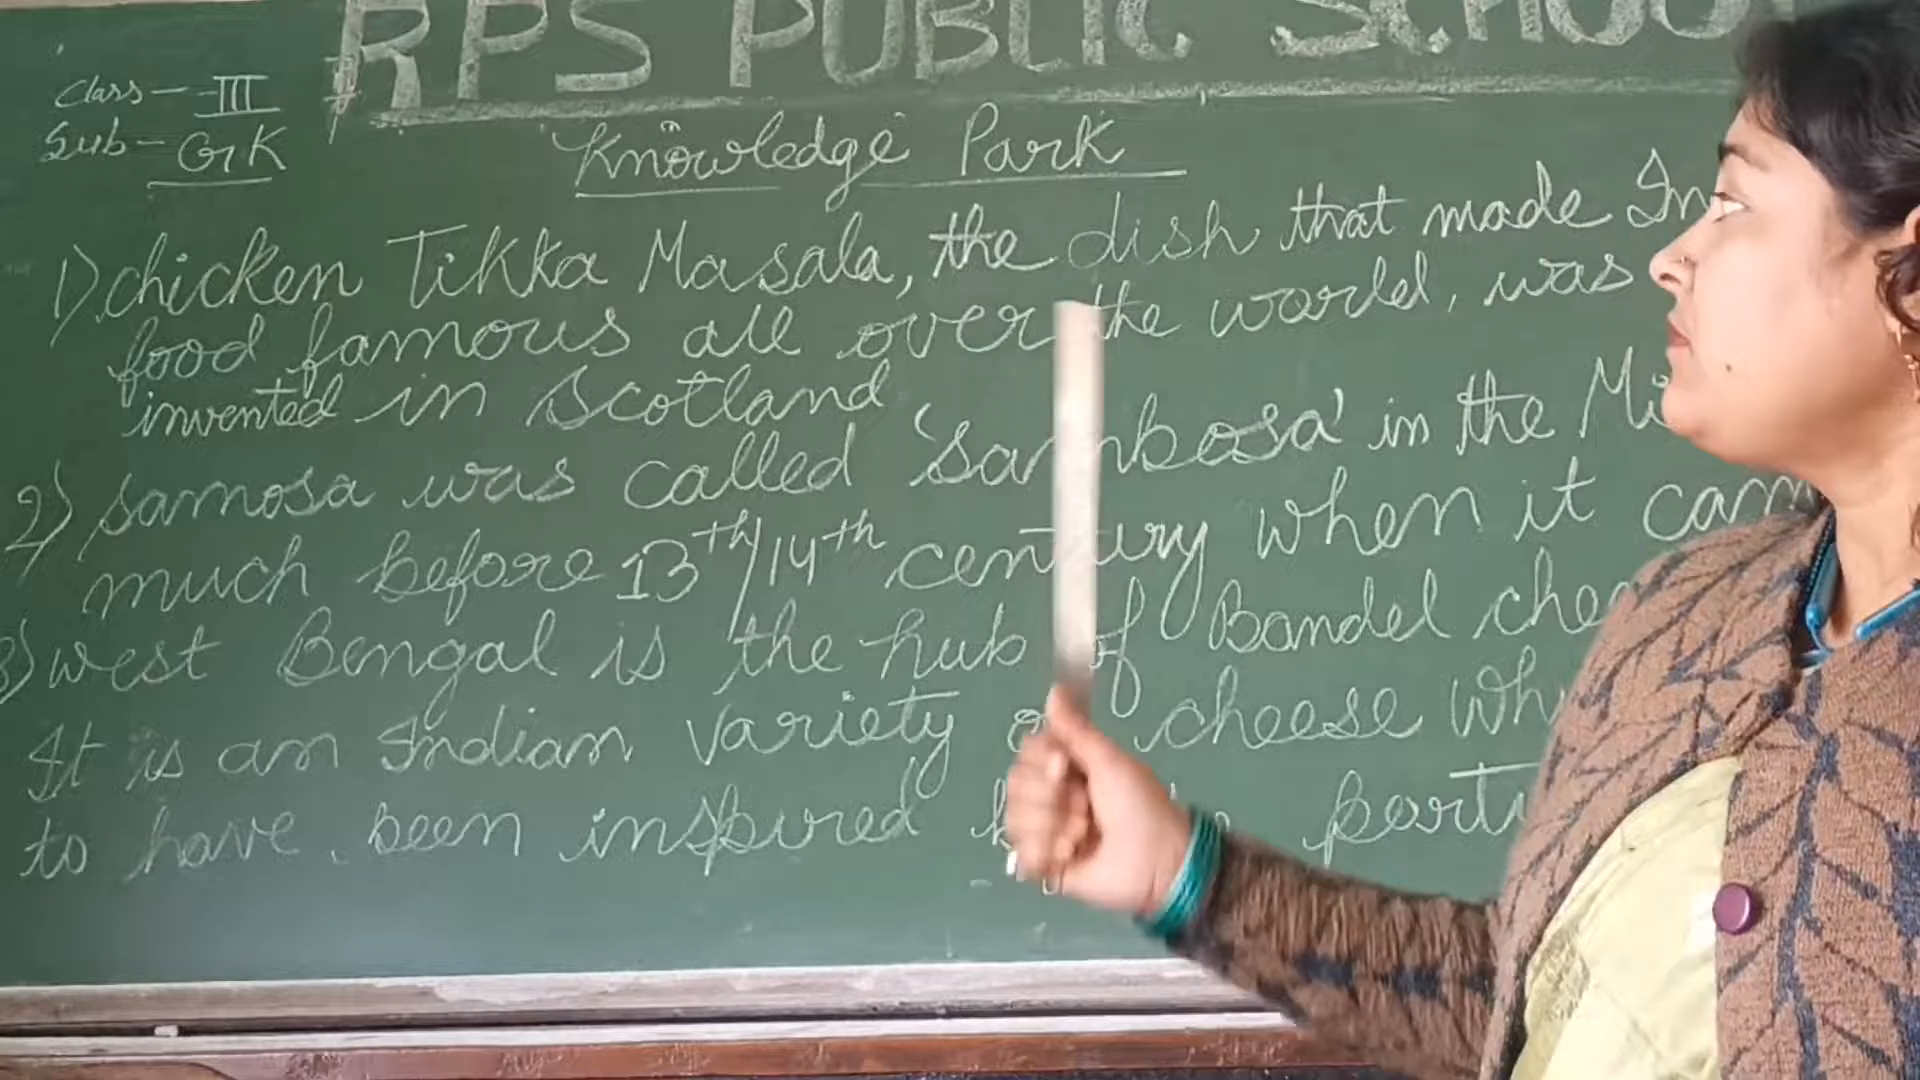 RPS PUBLIC SCHOOL
Class - III
Sub - GK
Knowledge Park
1) chicken Tikka Masala, the dish that made In
food famous all over the world, was
invented in Scotland
2) samosa was called 'Sambosa' in the Mi
much before 13th/14th century when it cam
3) west Bengal is the hub of Bandel chee
It is an Indian variety of cheese wh
to have been inspired portu